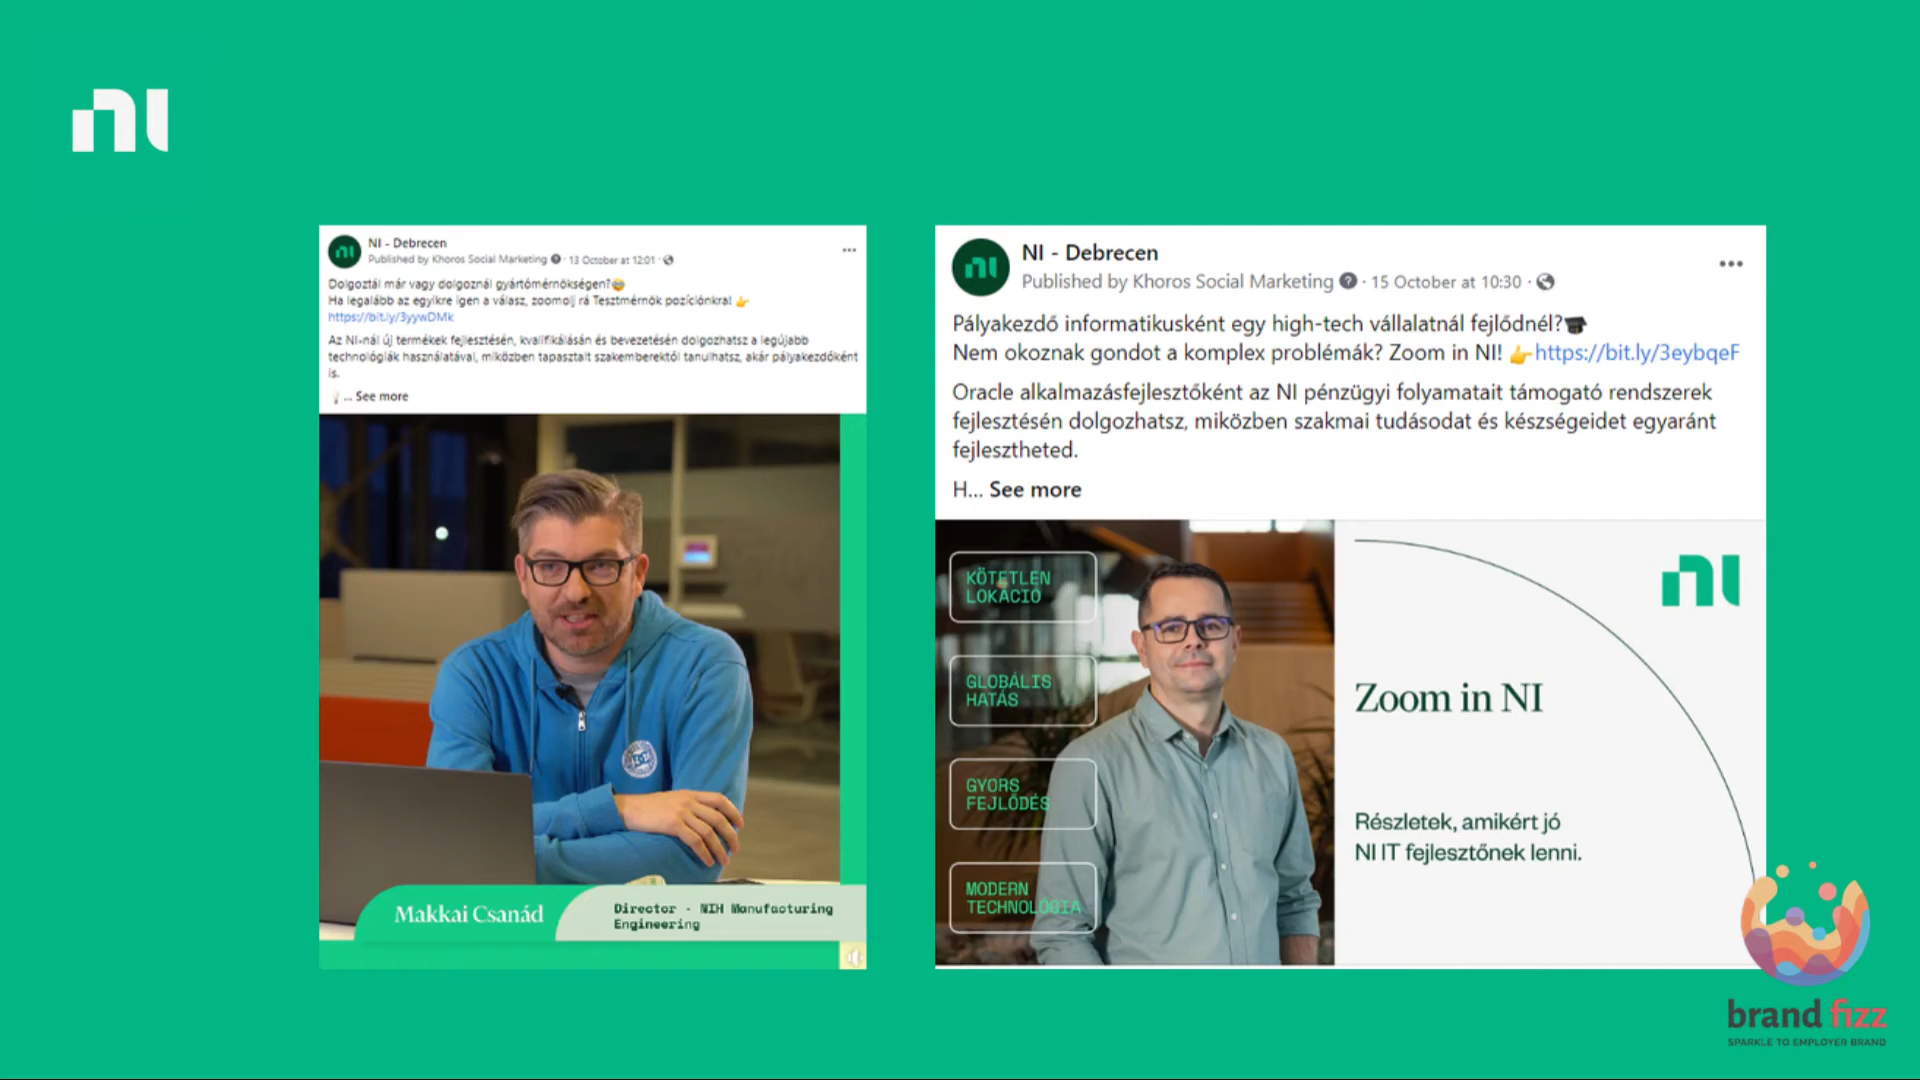 NI
NI - Debrecen
Published by Khoros Social Marketing · 13 October at 12:01 ·
Dolgoztál már vagy dolgoznál gyártómérnökségen?
Ha legalább az egyikre igen a válasz, zoomolj rá Tesztmérnök pozíciónkra!
https://bit.ly/3yywDMk
Az NI-nál új termékek fejlesztésén, kvalifikálásán és bevezetésén dolgozhatsz a legújabb
technológiák használatával, miközben tapasztalt szakemberektől tanulhatsz, akár pályakezdőként
is.
... See more
Makkai Csanád
Director - NIH Manufacturing
Engineering
NI - Debrecen
Published by Khoros Social Marketing · 15 October at 10:30 ·
Pályakezdő informatikusként egy high-tech vállalatnál fejlődnél?
Nem okoznak gondot a komplex problémák? Zoom in NI! https://bit.ly/3eybqeF
Oracle alkalmazásfejlesztőként az NI pénzügyi folyamatait támogató rendszerek
fejlesztésén dolgozhatsz, miközben szakmai tudásodat és készségeidet egyaránt
fejlesztheted.
H... See more
KÖTETLEN
LOKÁCIÓ
GLOBÁLIS
HATÁS
GYORS
FEJLŐDÉS
MODERN
TECHNOLÓGIA
NI
Zoom in NI
Részletek, amikért jó
NI IT fejlesztőnek lenni.
brand fizz
SPARKLE TO EMPLOYER BRAND